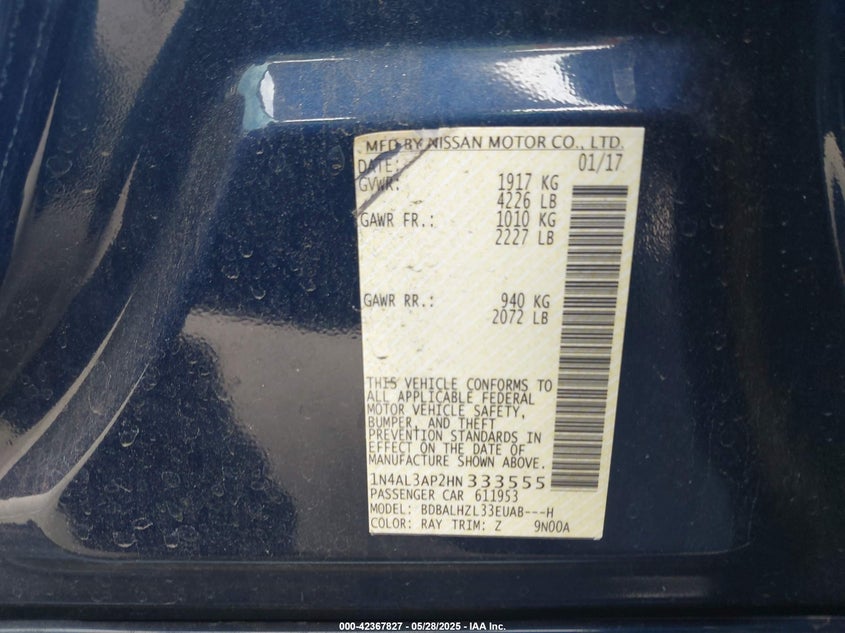 MFD BY NISSAN MOTOR CO., LTD.
DATE: 01/17
GVWR: 1917 KG
4226 LB
GAWR FR.: 1010 KG
2227 LB
GAWR RR.: 940 KG
2072 LB
THIS VEHICLE CONFORMS TO
ALL APPLICABLE FEDERAL
MOTOR VEHICLE SAFETY,
BUMPER, AND THEFT
PREVENTION STANDARDS IN
EFFECT ON THE DATE OF
MANUFACTURE SHOWN ABOVE.
1N4AL3AP2HN333555
PASSENGER CAR 611953
MODEL: BDBALHZL33EUAB---H
COLOR: RAY TRIM: Z 9N00A
000-42367827 - 05/28/2025 - IAA Inc.